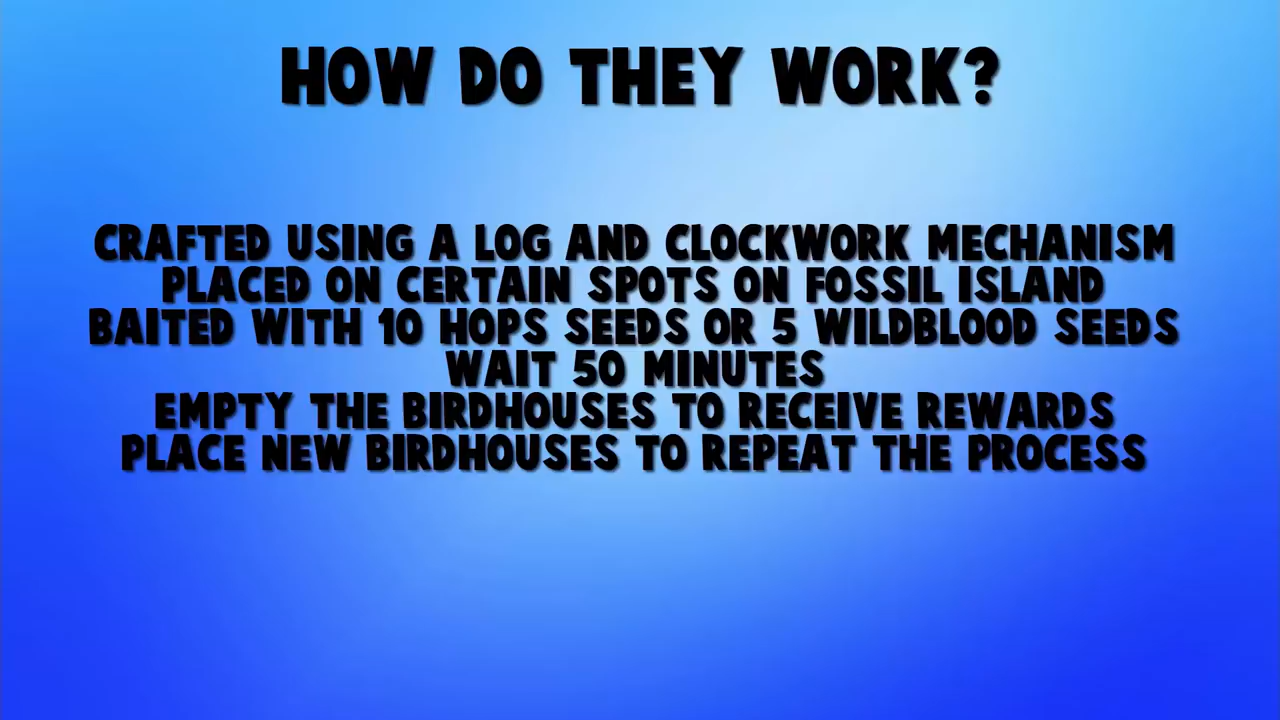 HOW DO THEY WORK?
CRAFTED USING A LOG AND CLOCKWORK MECHANISM
PLACED ON CERTAIN SPOTS ON FOSSIL ISLAND
BAITED WITH 10 HOPS SEEDS OR 5 WILDBLOOD SEEDS
WAIT 50 MINUTES
EMPTY THE BIRDHOUSES TO RECEIVE REWARDS
PLACE NEW BIRDHOUSES TO REPEAT THE PROCESS